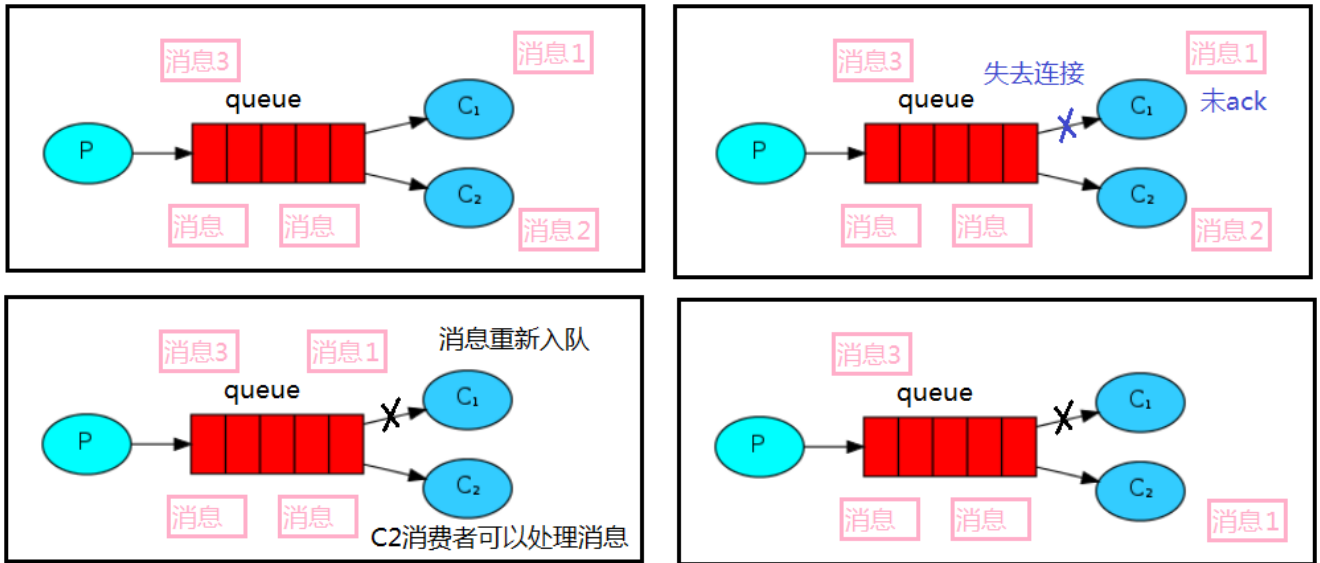 消息3
消息1
queue
C₁
P
C₂
消息
消息
消息2
消息3
失去连接
消息1
queue
C₁
未ack
P
C₂
消息
消息
消息2
消息3
消息1
消息重新入队
queue
C₁
P
C₂
消息
消息
C2消费者可以处理消息
消息3
queue
C₁
P
C₂
消息
消息
消息1